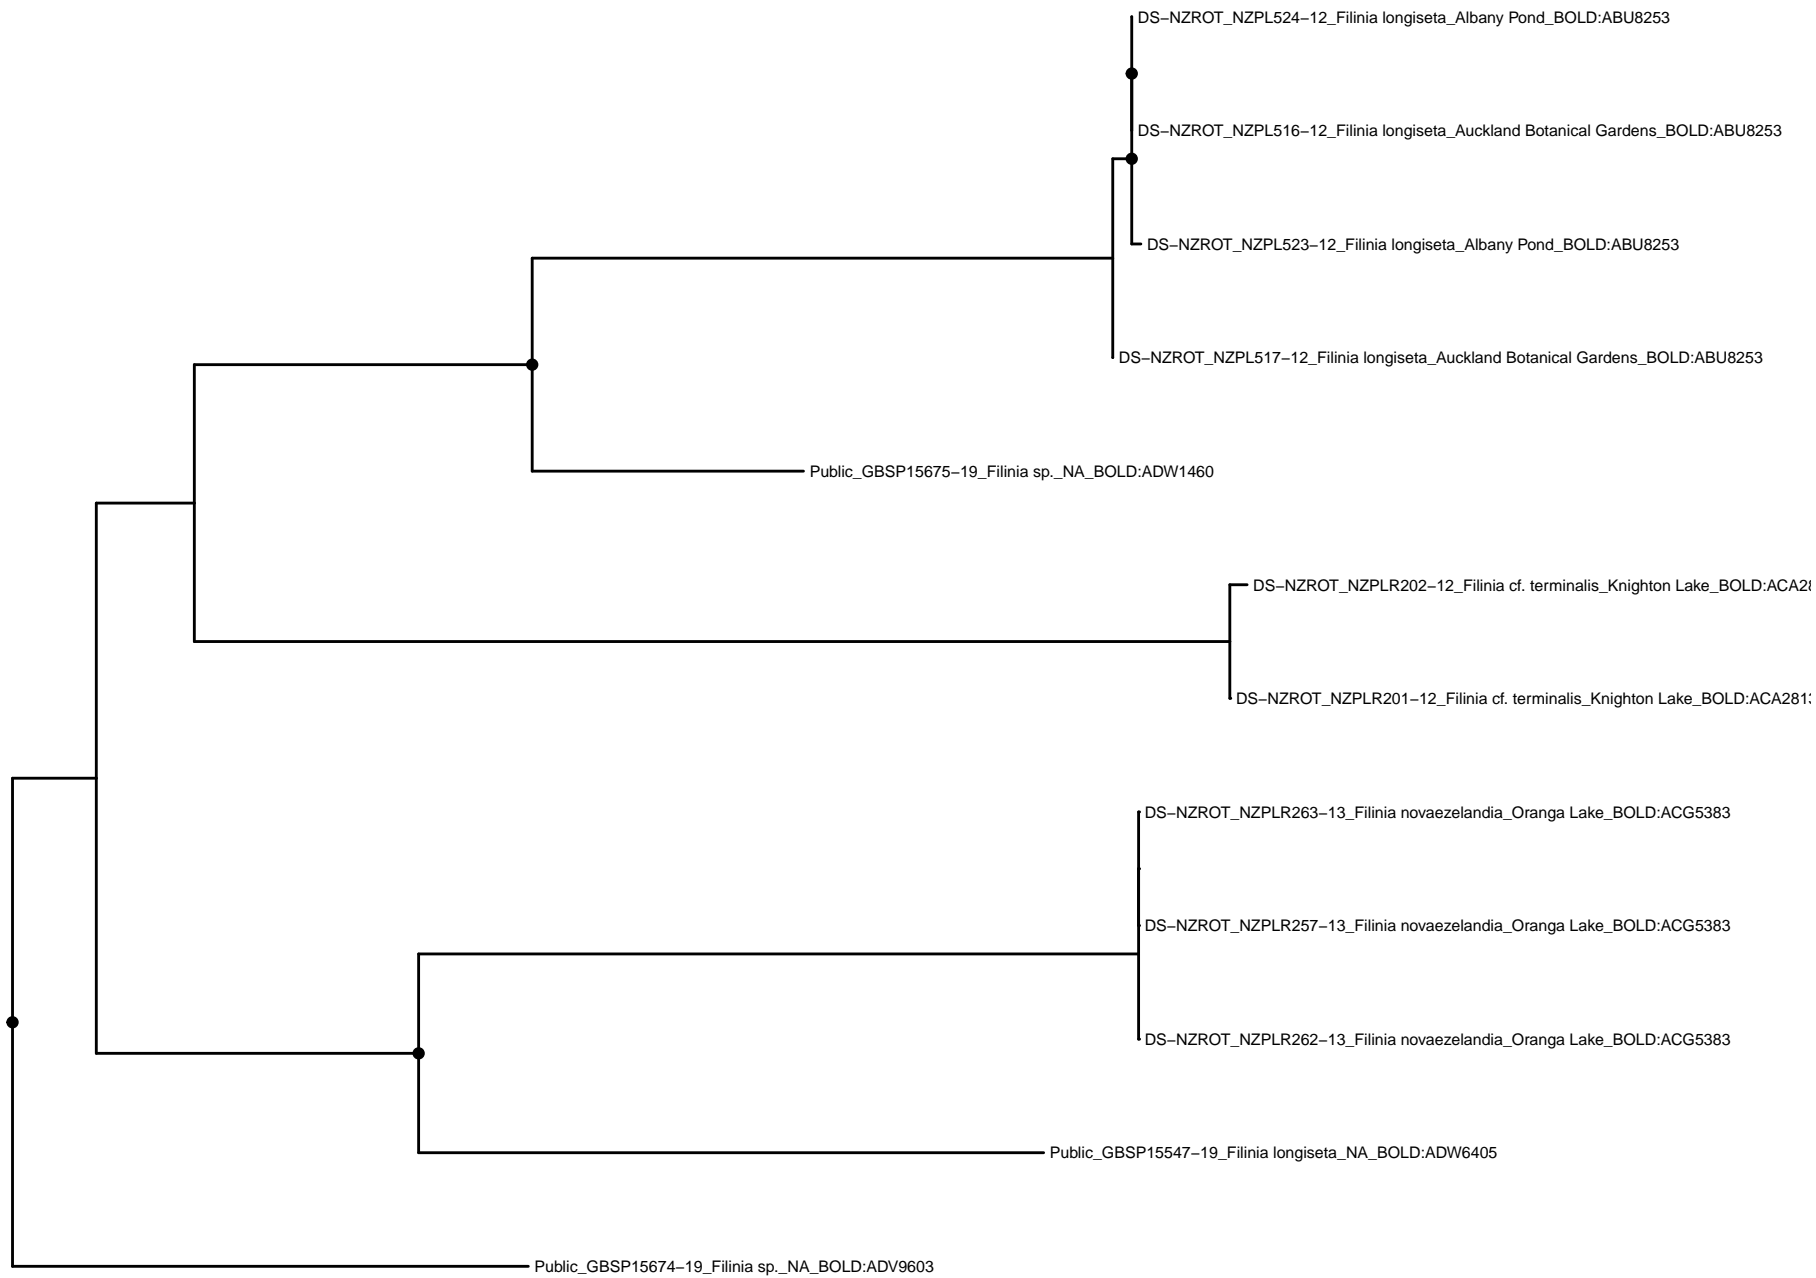 DS–NZROT_NZPL524–12_Filinia longiseta_Albany Pond_BOLD:ABU8253
DS–NZROT_NZPL516–12_Filinia longiseta_Auckland Botanical Gardens_BOLD:ABU8253
DS–NZROT_NZPL523–12_Filinia longiseta_Albany Pond_BOLD:ABU8253
DS–NZROT_NZPL517–12_Filinia longiseta_Auckland Botanical Gardens_BOLD:ABU8253
Public_GBSP15675–19_Filinia sp._NA_BOLD:ADW1460
DS–NZROT_NZPLR202–12_Filinia cf. terminalis_Knighton Lake_BOLD:ACA28
DS–NZROT_NZPLR201–12_Filinia cf. terminalis_Knighton Lake_BOLD:ACA2813
DS–NZROT_NZPLR263–13_Filinia novaezelandia_Oranga Lake_BOLD:ACG5383
DS–NZROT_NZPLR257–13_Filinia novaezelandia_Oranga Lake_BOLD:ACG5383
DS–NZROT_NZPLR262–13_Filinia novaezelandia_Oranga Lake_BOLD:ACG5383
Public_GBSP15547–19_Filinia longiseta_NA_BOLD:ADW6405
Public_GBSP15674–19_Filinia sp._NA_BOLD:ADV9603